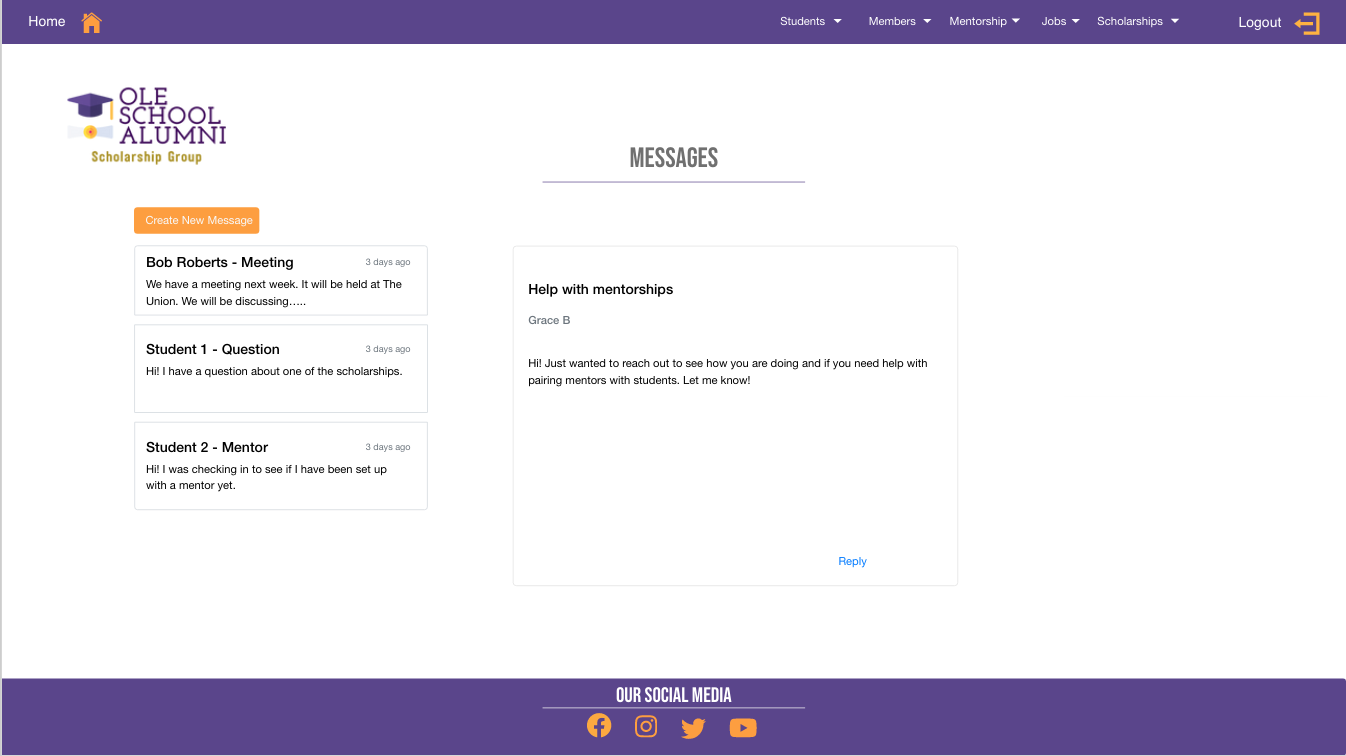 Home
Students
Members
Mentorship
Jobs
Scholarships
Logout
OLE
SCHOOL
ALUMNI
Scholarship Group
MESSAGES
Create New Message
Bob Roberts - Meeting
3 days ago
We have a meeting next week. It will be held at The
Union. We will be discussing.....
Student 1 - Question
3 days ago
Hi! I have a question about one of the scholarships.
Student 2 - Mentor
3 days ago
Hi! I was checking in to see if I have been set up
with a mentor yet.
Help with mentorships
Grace B
Hi! Just wanted to reach out to see how you are doing and if you need help with
pairing mentors with students. Let me know!
Reply
OUR SOCIAL MEDIA